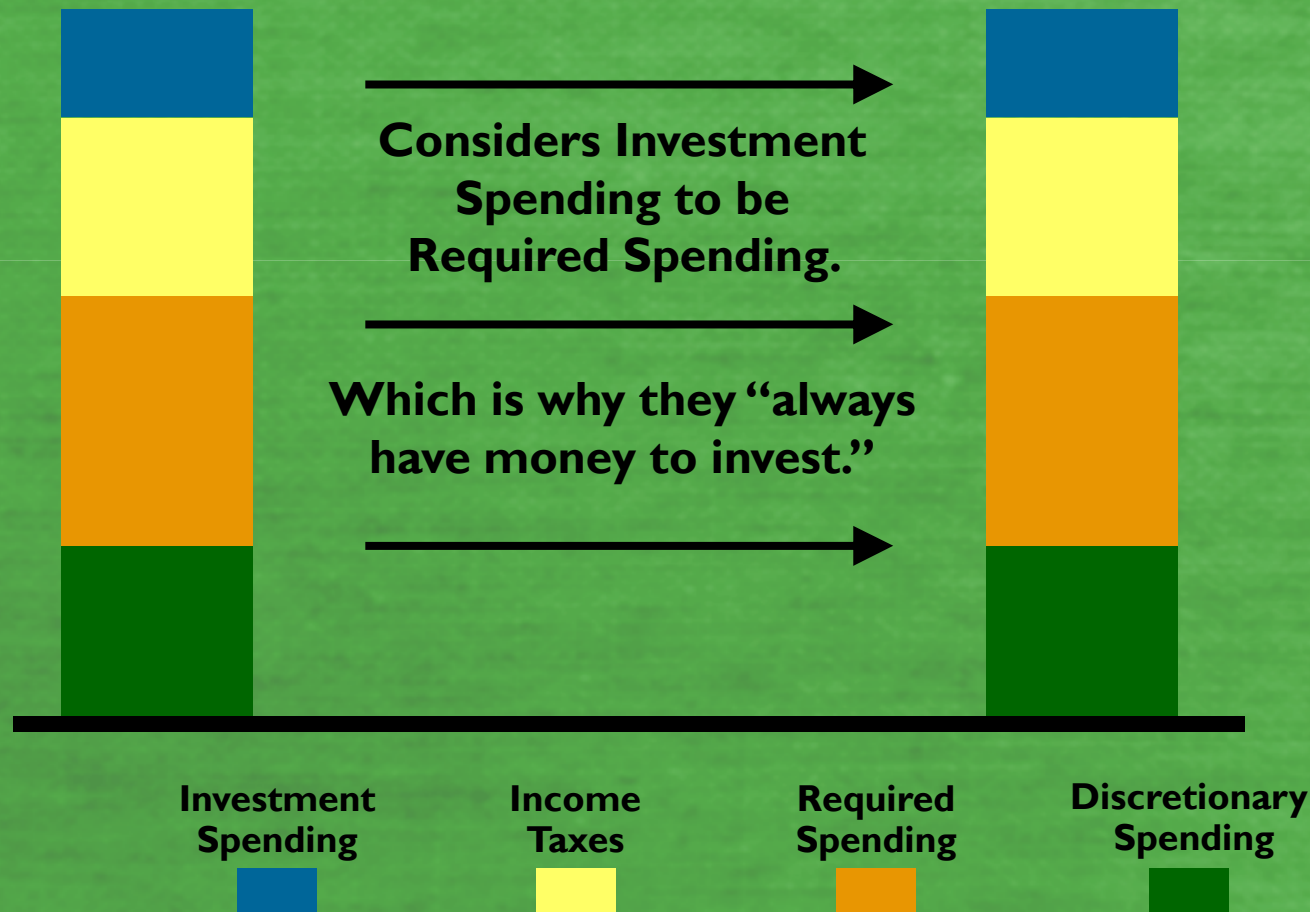 Considers Investment
Spending to be
Required Spending.
Which is why they “always
have money to invest.”
Investment
Spending
Income
Taxes
Required
Spending
Discretionary
Spending